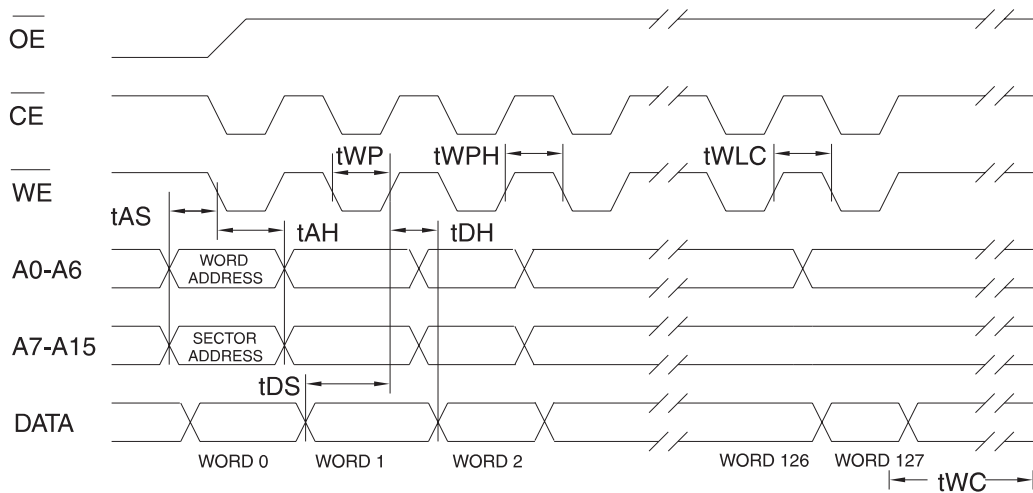 OE
CE
tWP
tWPH
tWLC
WE
tAS
tAH
tDH
A0-A6
WORD
ADDRESS
A7-A15
SECTOR
ADDRESS
tDS
DATA
WORD 0
WORD 1
WORD 2
WORD 126
WORD 127
tWC